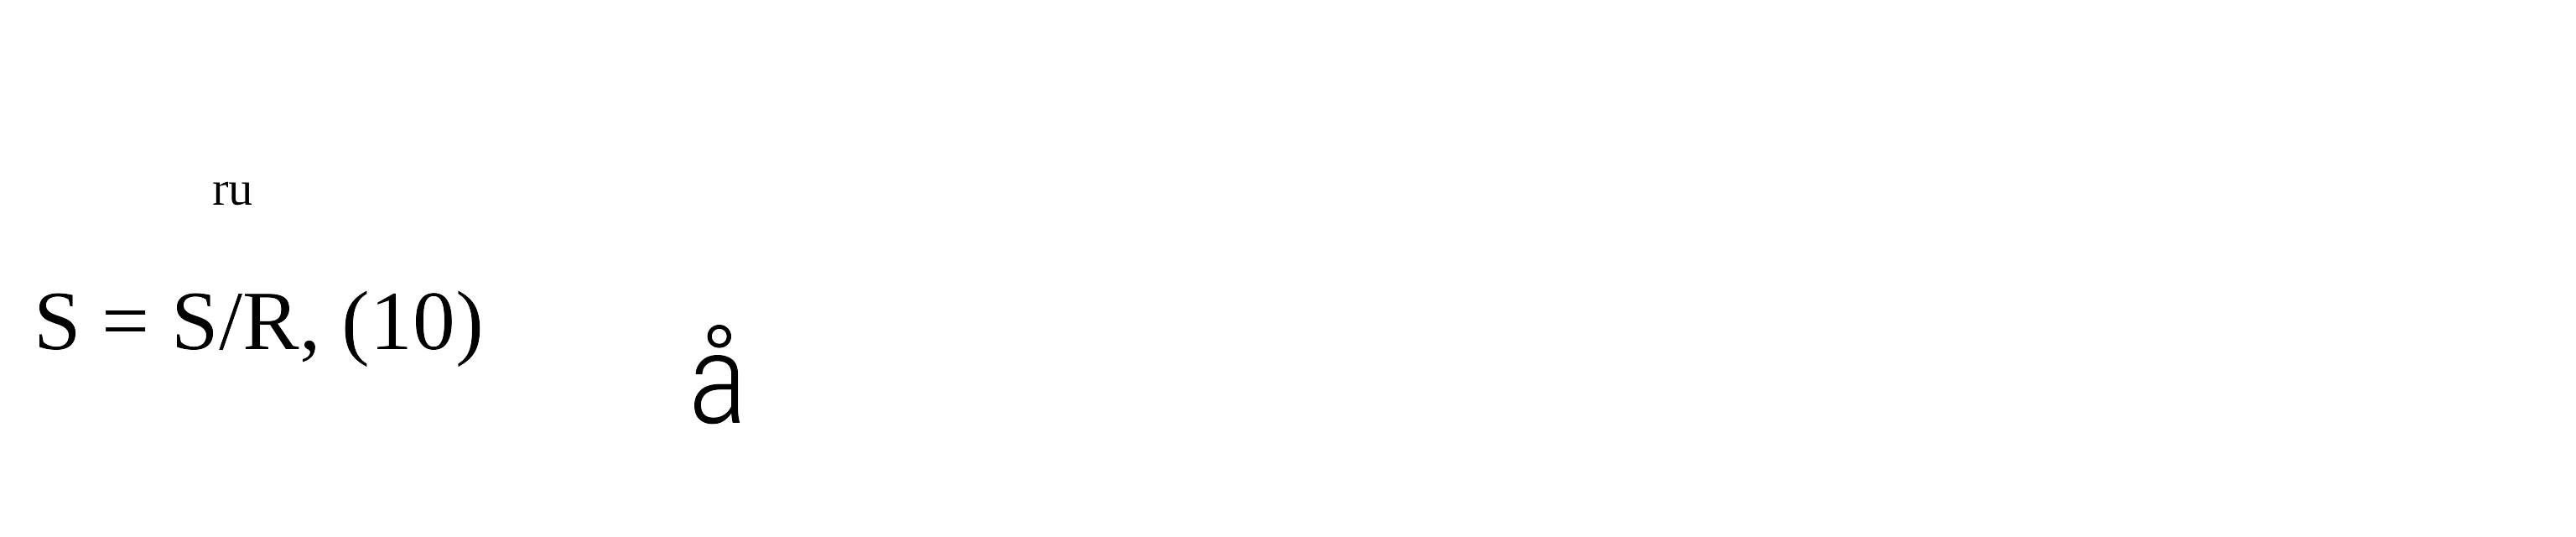 ru
S = S/R, (10)
å